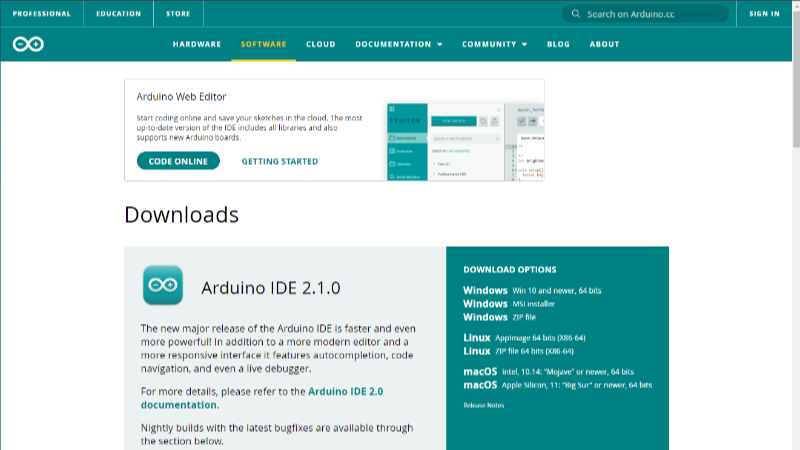 PROFESSIONAL EDUCATION STORE Search on Arduino.cc SIGN IN
HARDWARE SOFTWARE CLOUD DOCUMENTATION COMMUNITY BLOG ABOUT
Arduino Web Editor
Start coding online and save your sketches in the cloud. The most
up-to-date version of the IDE includes all libraries and also
supports new Arduino boards.
CODE ONLINE GETTING STARTED
EDITOR
Downloads
Arduino IDE 2.1.0
The new major release of the Arduino IDE is faster and even
more powerful! In addition to a more modern editor and a
more responsive interface it features autocompletion, code
navigation, and even a live debugger.
For more details, please refer to the Arduino IDE 2.0
documentation.
Nightly builds with the latest bugfixes are available through
the section below.
DOWNLOAD OPTIONS
Windows Win 10 and newer, 64 bits
Windows MSI installer
Windows ZIP file
Linux AppImage 64 bits (X86-64)
Linux ZIP file 64 bits (X86-64)
macOS Intel, 10.14: "Mojave" or newer, 64 bits
macOS Apple Silicon, 11: "Big Sur" or newer, 64 bits
Release Notes